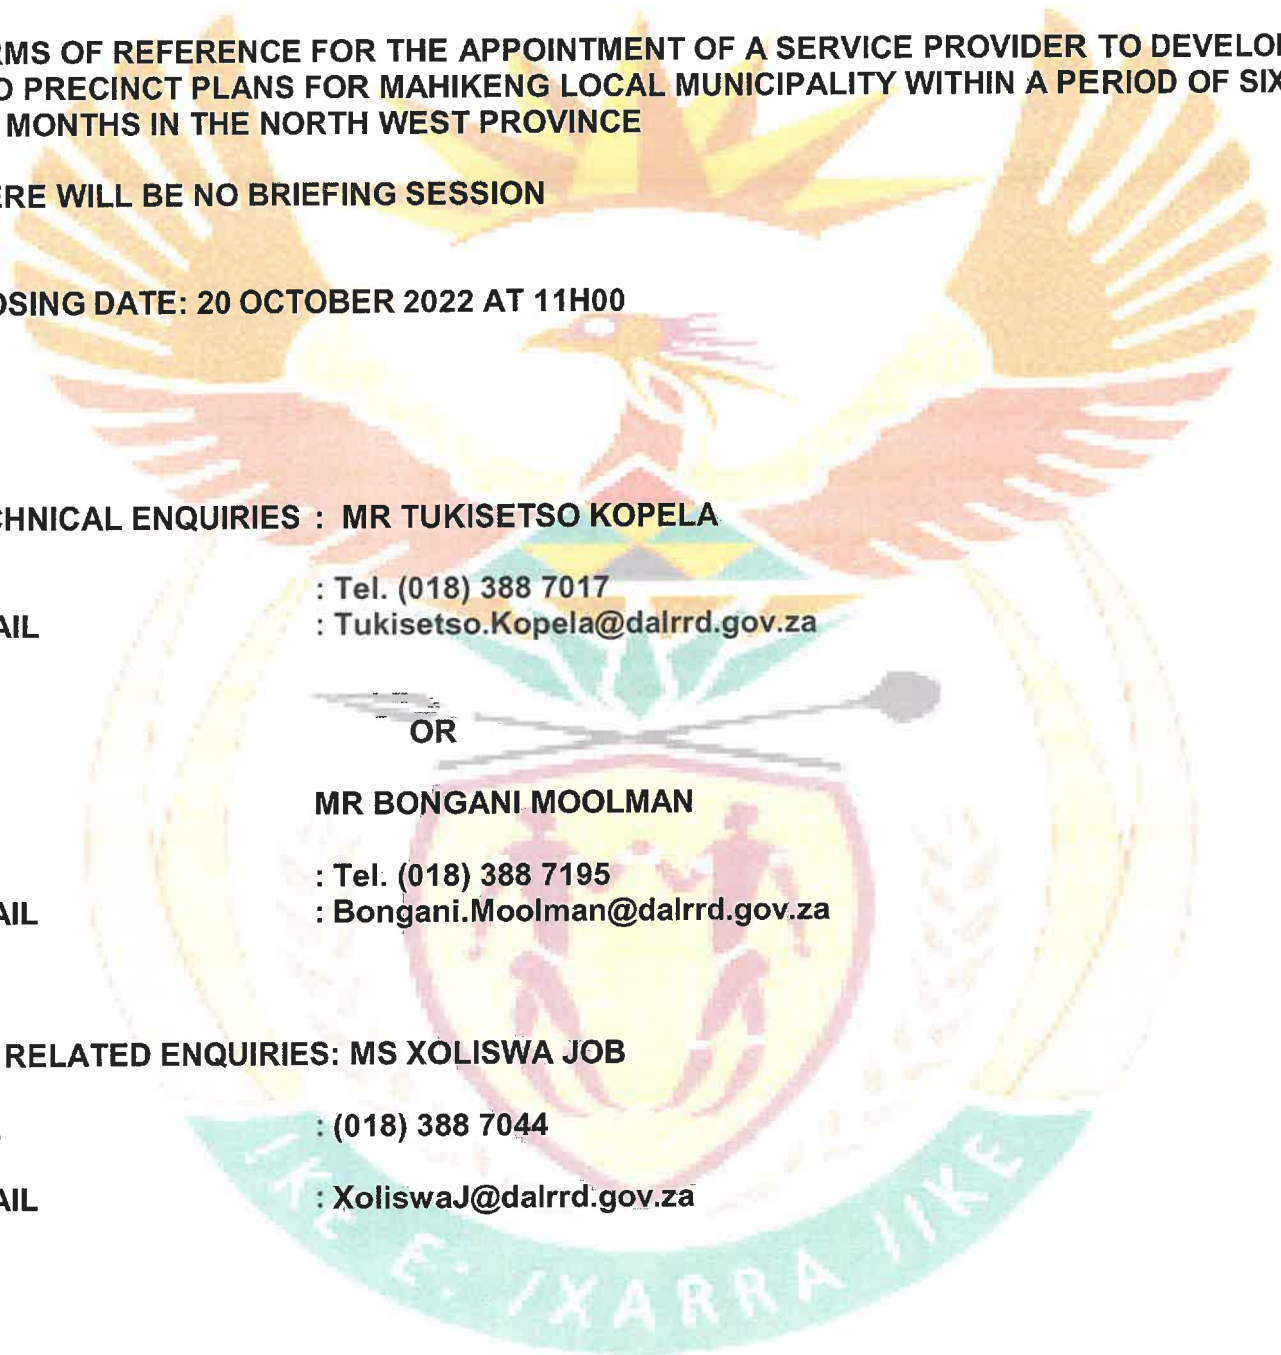 RMS OF REFERENCE FOR THE APPOINTMENT OF A SERVICE PROVIDER TO DEVELO
O PRECINCT PLANS FOR MAHIKENG LOCAL MUNICIPALITY WITHIN A PERIOD OF SIX
MONTHS IN THE NORTH WEST PROVINCE
ERE WILL BE NO BRIEFING SESSION
OSING DATE: 20 OCTOBER 2022 AT 11H00
CHNICAL ENQUIRIES : MR TUKISETSO KOPELA
: Tel. (018) 388 7017
AIL : Tukisetso.Kopela@dalrrd.gov.za
OR
MR BONGANI MOOLMAN
: Tel. (018) 388 7195
AIL : Bongani.Moolman@dalrrd.gov.za
RELATED ENQUIRIES: MS XOLISWA JOB
: (018) 388 7044
AIL : XoliswaJ@dalrrd.gov.za
!KE E: /XARRA //KE